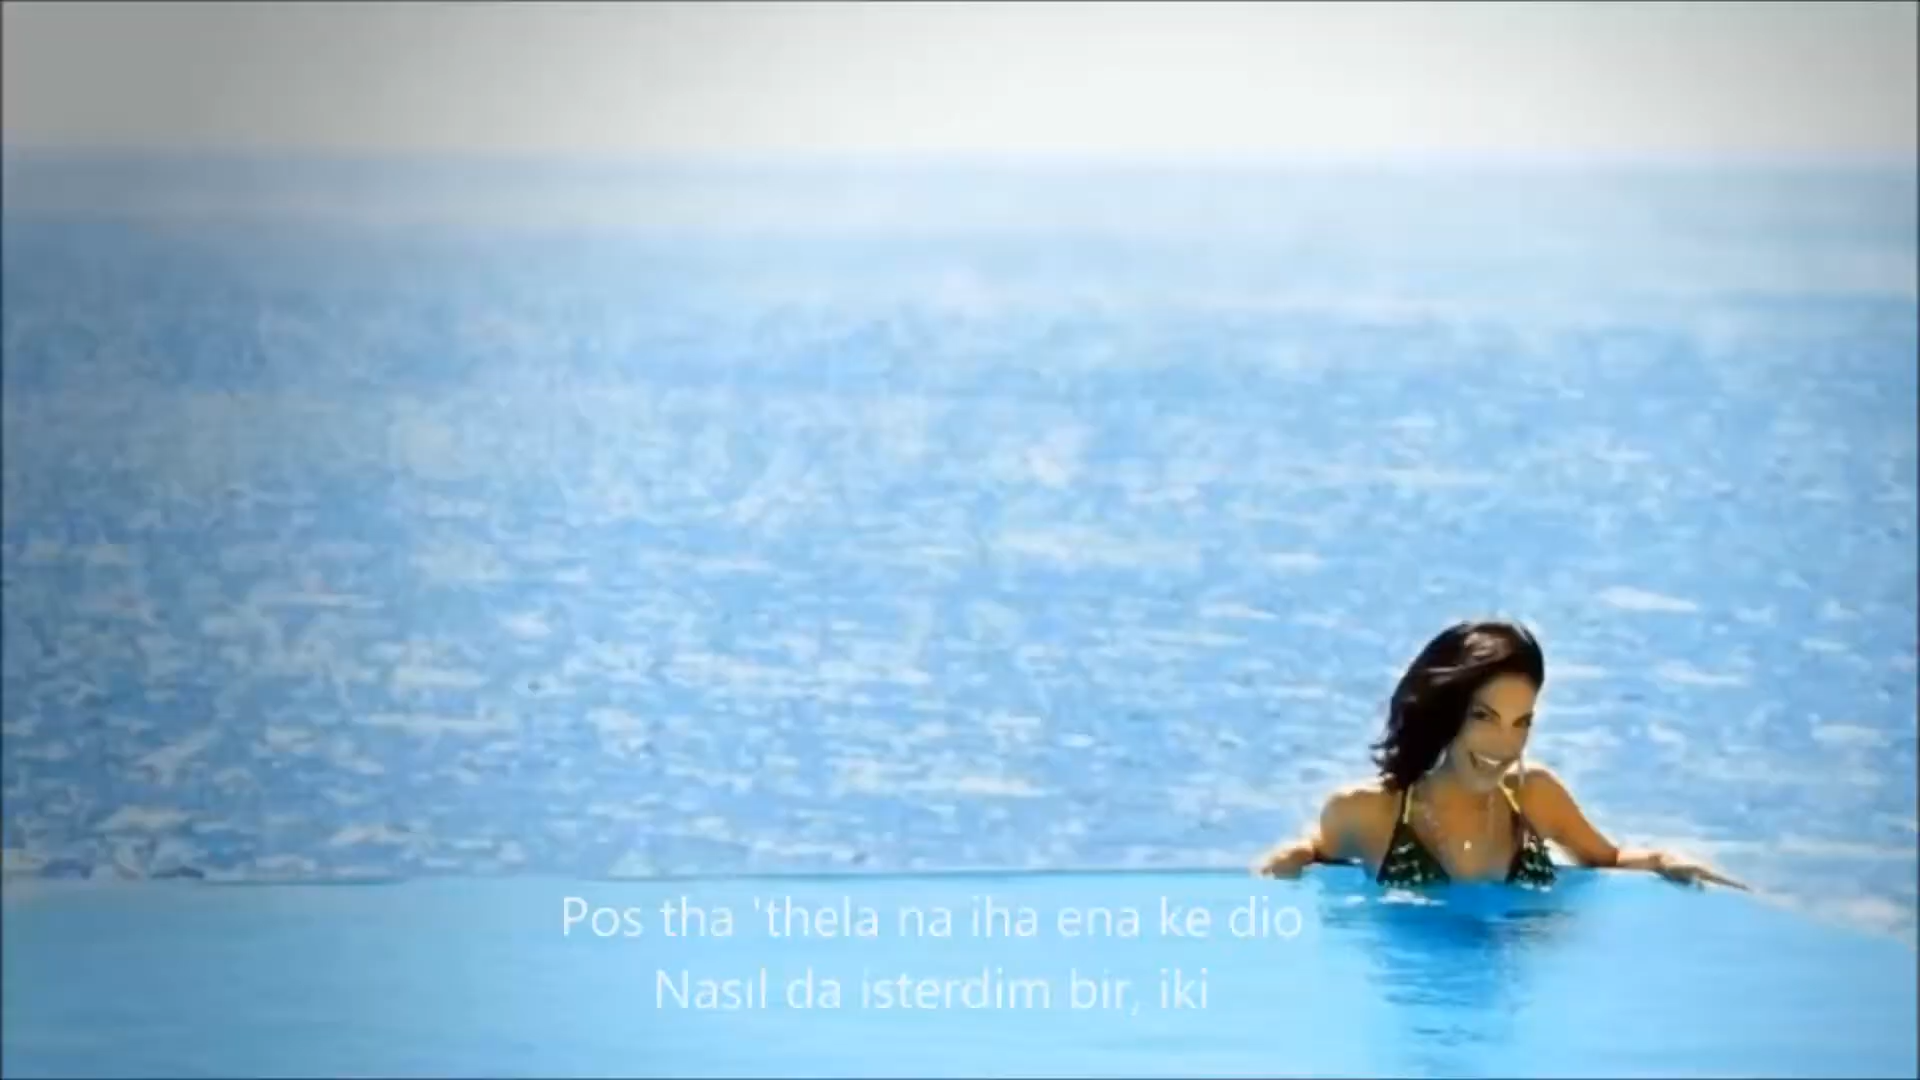 Pos tha 'thela na iha ena ke dio
Nasıl da isterdim bir, iki